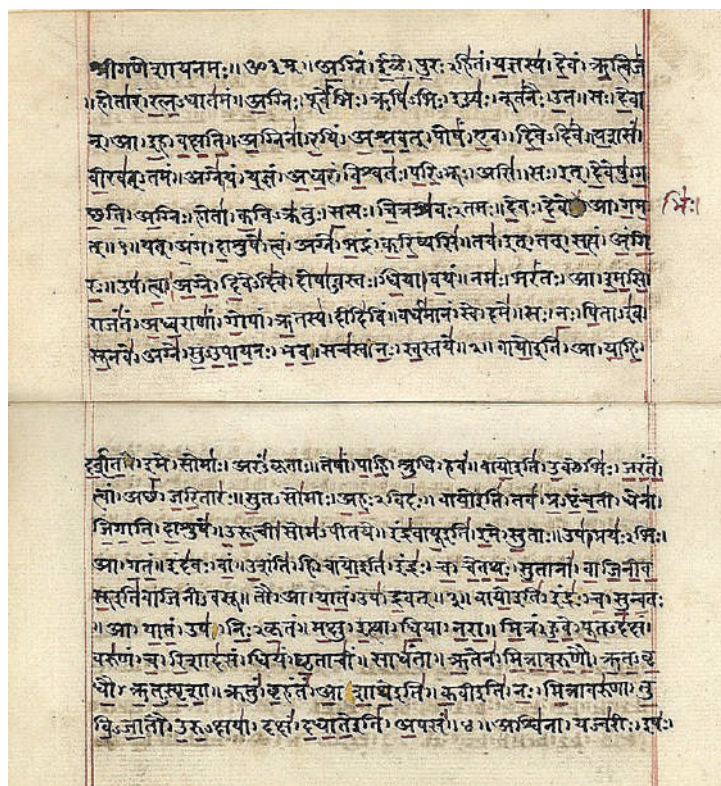 श्रीगणेशायनमः॥ॐ३म्॥अग्निं।ईळे।पुरःऽहितं।यज्ञस्य।देवं।ऋत्विजं
॥होतारं।रत्नऽधातमं॥अग्निः।पूर्वेभिः।ऋषिऽभिः।ईड्यः।नूतनैः।उत॥सः।देवा
न्।आ।इह।वक्षति॥अग्निना।रयिं।अश्नवत्।पोषं।एव।दिवेऽदिवे॥यशसं
वीरवत्ऽतमं॥अग्नेयं।यज्ञं।अध्वरं।विश्वतः।परिऽभूः।असि॥सः।इत्।देवेषु।ग
च्छति॥अग्निः।होता।कविऽक्रतुः।सत्यः।चित्रश्रवःऽतमः॥देवः।देवे।आ।गम भिः।
त्॥१॥यत्।अंग।दाशुषे।त्वं।अग्ने।भद्रं।करिष्यसि॥तव।इत्।तत्।सत्यं।अंगि
रः॥उप।त्वा।अग्ने।दिवेऽदिवे।दोषाऽवस्तः।धिया।वयं॥नमः।भरंतः।आ।इमसि॥
राजंतं।अध्वराणां।गोपां।ऋतस्य।दीदिविं॥वर्धमानं।स्वे।दमे॥सः।नः।पिताऽइव।
सूनवे।अग्ने।सुऽउपायनः।भव॥सचस्व।नः।स्वस्तये॥२॥वायोइति।आ।याहि।
दर्शत।इमे।सोमाः।अरंऽकृताः॥तेषां।पाहि।श्रुधि।हवं॥वायोइति।उक्थेभिः।जरंते।
त्वां।अच्छ।जरितारः॥सुतऽसोमाः।अहःऽविदः॥वायोइति।तव।प्रऽपृंचती।धेना।
जिगाति।दाशुषे॥उरूची।सोमऽपीतये॥इंद्रवायूइति।इमे।सुताः॥उप।प्रयःऽभिः।
आ।गतं॥इंदवः।वां।उशंति।हि॥वायोइति।इंद्रः।च।चेतथः।सुतानां।वाजिनीव
सूइतिवाजिनीऽवसू॥तौ।आ।यातं।उप।द्रवत्॥३॥वायोइति।इंद्रः।च।सुन्वतः
॥आ।यातं।उप।निःऽकृतं॥मक्षु।इत्था।धिया।नरा॥मित्रं।हुवे।पूतऽदक्षं।
वरुणं।च।रिशादसं॥धियं।घृताचीं।साधंता॥ऋतेन।मित्रावरुणौ।ऋतऽवृ
धौ।ऋतऽस्पृशा॥क्रतुं।बृहंतं।आशाथेइति॥कवीइति।नः।मित्रावरुणा।तु
विऽजातौ।उरुऽक्षया॥दक्षं।दधातेइति।अपसं॥४॥अश्विना।यज्वरीः।इषः।